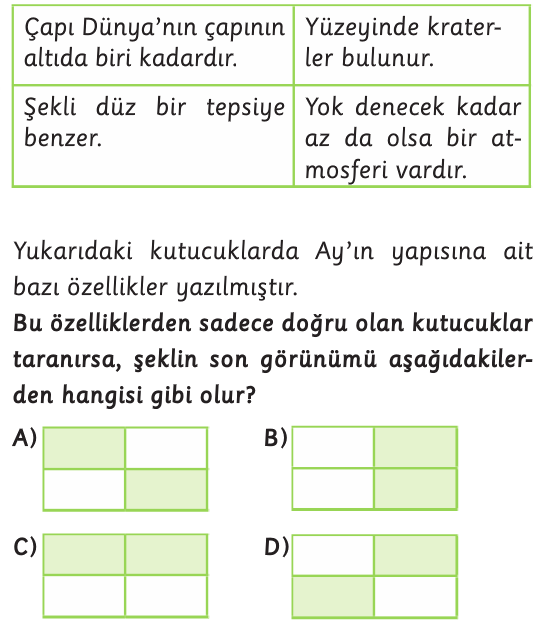 Çapı Dünya’nın çapının
altıda biri kadardır.
Yüzeyinde krater-
ler bulunur.
Şekli düz bir tepsiye
benzer.
Yok denecek kadar
az da olsa bir at-
mosferi vardır.
Yukarıdaki kutucuklarda Ay’ın yapısına ait
bazı özellikler yazılmıştır.
Bu özelliklerden sadece doğru olan kutucuklar
taranırsa, şeklin son görünümü aşağıdakiler-
den hangisi gibi olur?
A)
B)
C)
D)